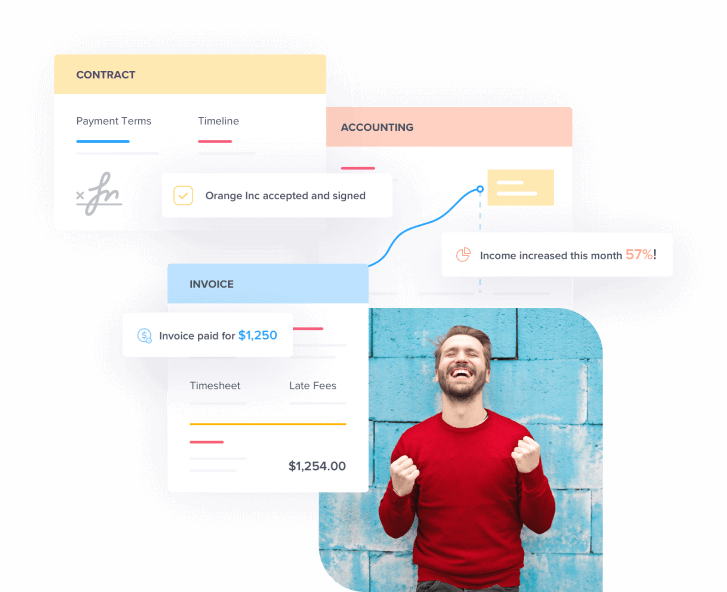 CONTRACT
Payment Terms
Timeline
Orange Inc accepted and signed
ACCOUNTING
Income increased this month 57%!
INVOICE
Invoice paid for $1,250
Timesheet
Late Fees
$1,254.00